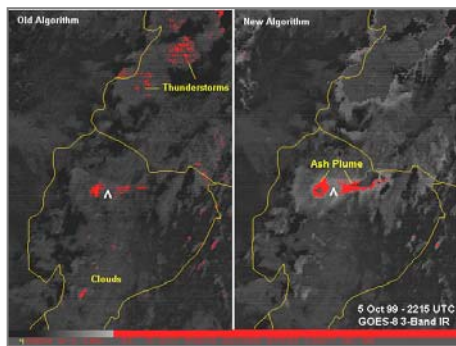 Old Algorithm
New Algorithm
Thunderstorms
Ash Plume
^
^
Clouds
5 Oct 99 - 2215 UTC
GOES-8 3-Band IR